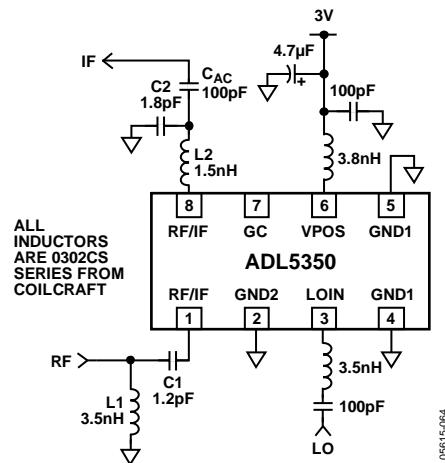 3V
4.7µF
+
IF
C2
1.8pF
CAC
100pF
100pF
L2
1.5nH
3.8nH
8
7
6
5
RF/IF
GC
VPOS
GND1
ALL
INDUCTORS
ARE 0302CS
SERIES FROM
COILCRAFT
ADL5350
RF/IF
GND2
LOIN
GND1
1
2
3
4
RF
C1
1.2pF
L1
3.5nH
3.5nH
100pF
LO
05615-064